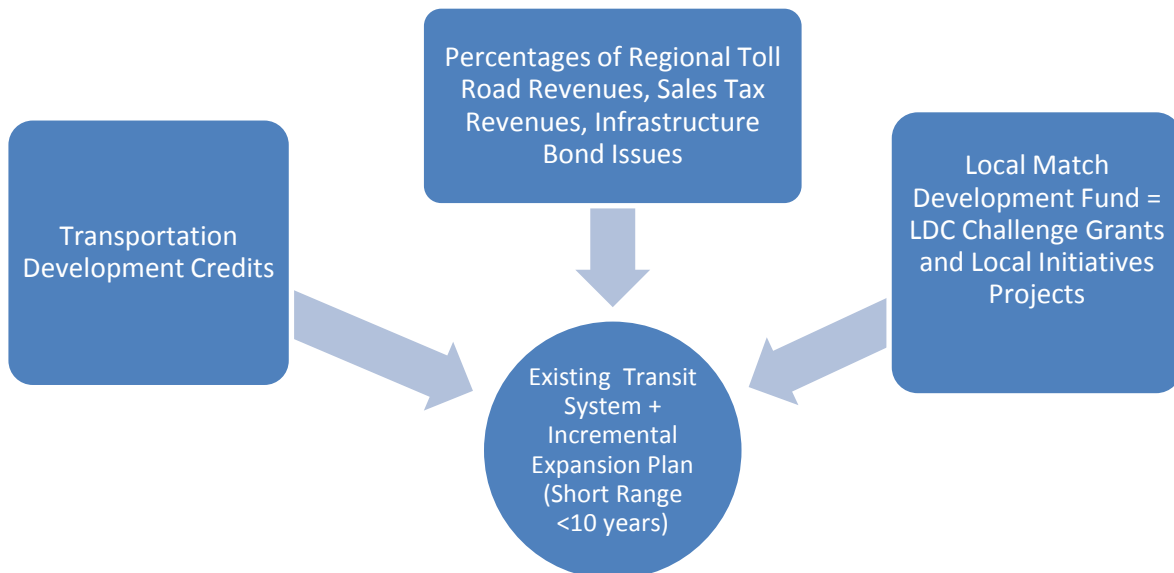 Transportation
Development Credits
Percentages of Regional Toll
Road Revenues, Sales Tax
Revenues, Infrastructure
Bond Issues
Local Match
Development Fund =
LDC Challenge Grants
and Local Initiatives
Projects
Existing Transit
System +
Incremental
Expansion Plan
(Short Range
<10 years)